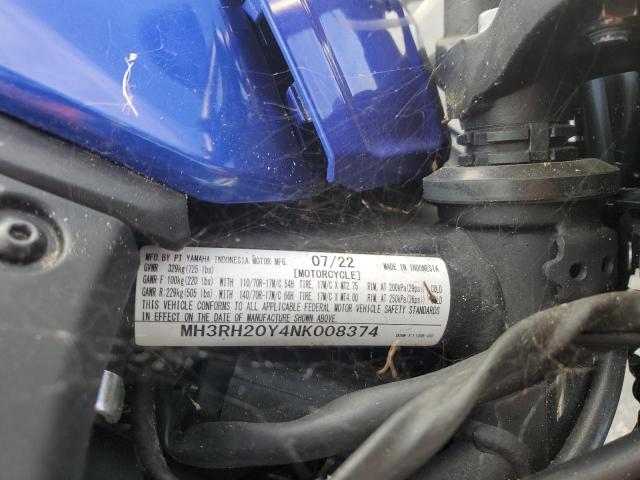 MFD. BY PT YAMAHA INDONESIA MOTOR MFG. 07/22 MADE IN INDONESIA
GVWR 329kg(725 lbs) [MOTORCYCLE]
GAWR-F:100kg(220 lbs) WITH 110/70R-17M/C 54H TIRE, 17M/C X MT2.75 RIM AT 200kPa(29psi) COLD
GAWR R:229kg(505 lbs) WITH 140/70R-17M/C 66H TIRE, 17M/C X MT4.00 RIM AT 250kPa(36psi) COLD
THIS VEHICLE CONFORMS TO ALL APPLICABLE FEDERAL MOTOR VEHICLE SAFETY STANDARDS
IN EFFECT ON THE DATE OF MANUFACTURE SHOWN ABOVE.
MH3RH20Y4NK008374